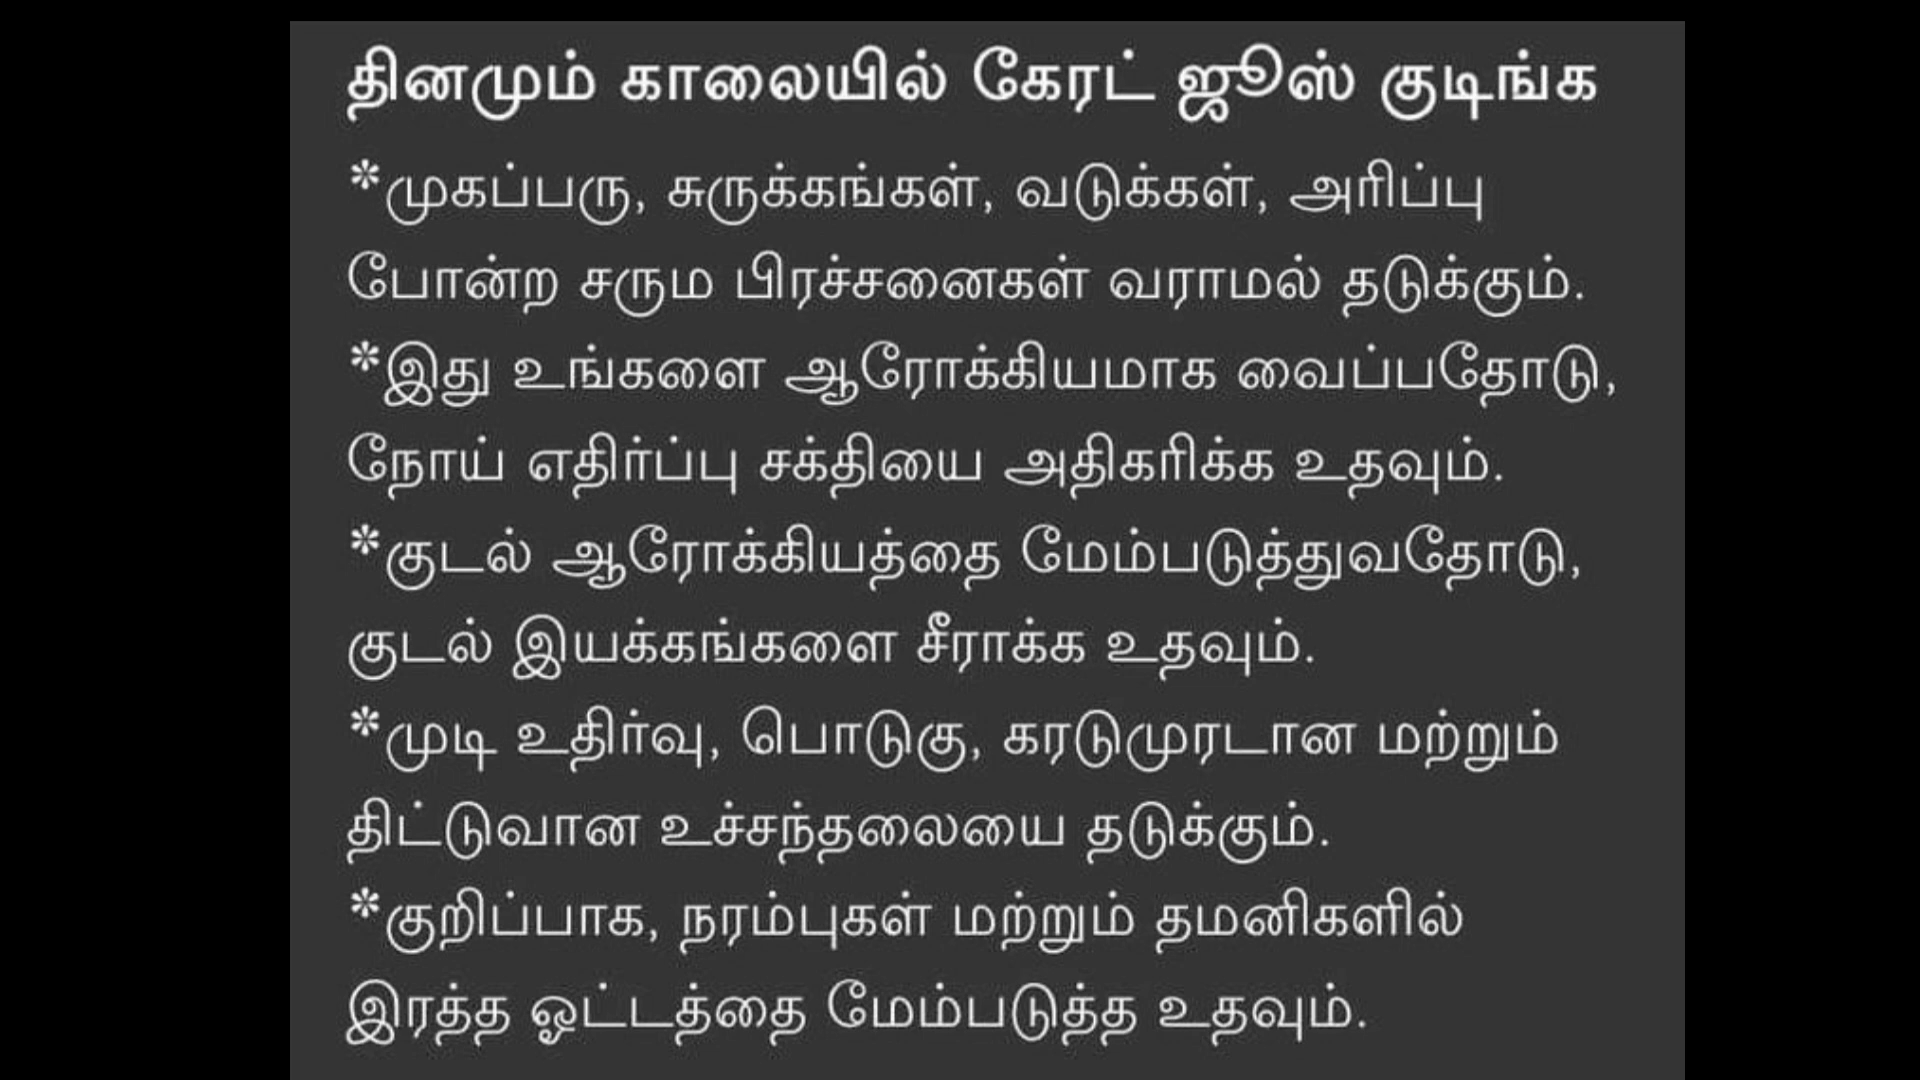 தினமும் காலையில் கேரட் ஜூஸ் குடிங்க
*முகப்பரு, சுருக்கங்கள், வடுக்கள், அரிப்பு
போன்ற சரும பிரச்சனைகள் வராமல் தடுக்கும்.
*இது உங்களை ஆரோக்கியமாக வைப்பதோடு,
நோய் எதிர்ப்பு சக்தியை அதிகரிக்க உதவும்.
*குடல் ஆரோக்கியத்தை மேம்படுத்துவதோடு,
குடல் இயக்கங்களை சீராக்க உதவும்.
*முடி உதிர்வு, பொடுகு, கரடுமுரடான மற்றும்
திட்டுவான உச்சந்தலையை தடுக்கும்.
*குறிப்பாக, நரம்புகள் மற்றும் தமனிகளில்
இரத்த ஓட்டத்தை மேம்படுத்த உதவும்.